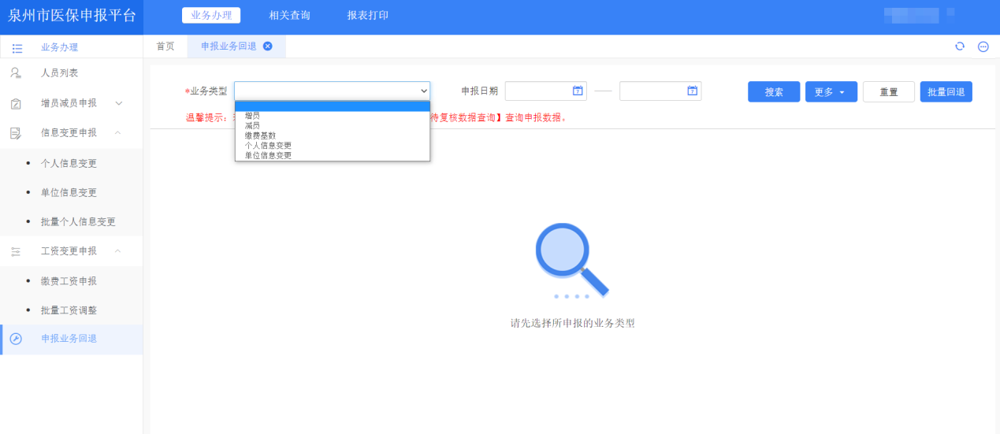 泉州市医保申报平台
业务办理 相关查询 报表打印
业务办理
首页 申报业务回退
人员列表
增员减员申报
信息变更申报
个人信息变更
单位信息变更
批量个人信息变更
工资变更申报
缴费工资申报
批量工资调整
申报业务回退
*业务类型 申报日期 7 — 7 搜索 更多 重置 批量回退
增员
减员
缴费基数
个人信息变更
单位信息变更
温馨提示： 待复核数据查询】查询申报数据。
请先选择所申报的业务类型